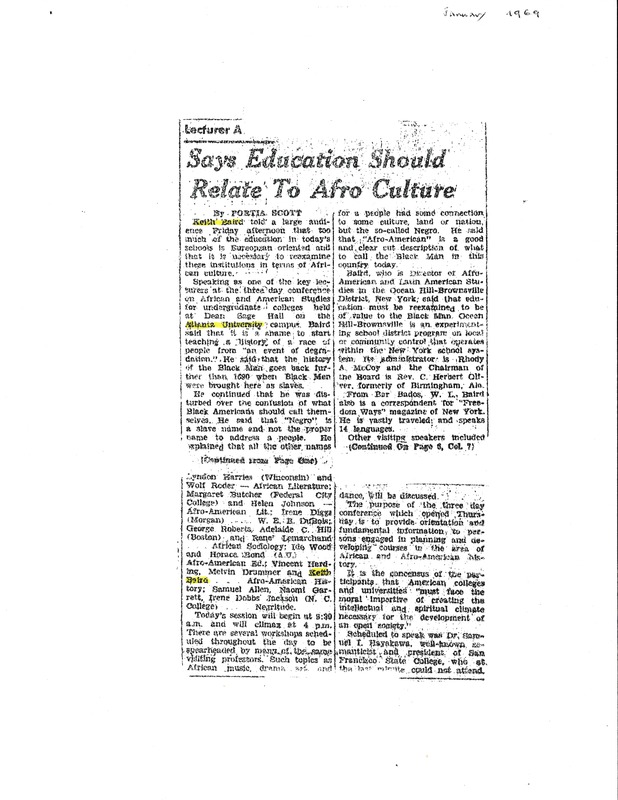 January 1969
Lecturer A
Says Education Should
Relate To Afro Culture
By PORTIA SCOTT
Keith Baird told a large audi-
ence Friday afternoon that too
much of the education in today's
schools is European oriented and
that it is necessary to reexamine
these institutions in terms of Afri-
can culture.
Speaking as one of the key lec-
turers at the three day conference
on African and American Studies
for undergraduate colleges held
at Dean Sage Hall on the
Atlanta University campus, Baird
said that it is a shame to start
teaching a history of a race of
people from "an event of degra-
dation." He said that the history
of the Black Man goes back fur-
ther than 1600 when Black Men
were brought here as slaves.
He continued that he was dis-
turbed over the confusion of what
Black Americans should call them-
selves. He said that "Negro" is
a slave name and not the proper
name to address a people. He
explained that all the other names
(Continued from Page One)
for a people had some connection
to some culture, land or nation,
but the so-called Negro. He said
that "Afro-American" is a good
and clear cut description of what
to call the Black Man in this
country today.
Baird, who is Director of Afro-
American and Latin American Stu-
dies in the Ocean Hill-Brownsville
District, New York, said that edu-
cation must be reexamined to be
of value to the Black Man. Ocean
Hill-Brownsville is an experiment-
ing school district program on local
or community control that operates
within the New York school sys-
tem. Its administrator is Rhody
A. McCoy and the Chairman of
the Board is Rev. C. Herbert Oli-
ver, formerly of Birmingham, Ala.
From Bar Bados, W. I., Baird
also is a correspondent for "Free-
dom Ways" magazine of New York.
He is vastly traveled and speaks
14 languages.
Other visiting speakers included
(Continued On Page 6, Col. 7)
Lyndon Harries (Wisconsin) and
Wolf Roder — African Literature;
Margaret Butcher (Federal City
College) and Helen Johnson —
Afro-American Lit.; Irene Diggs
(Morgan) .... W. E. B. DuBois;
George Roberts, Adelaide C. Hill
(Boston) and Rene' Lemarchand
African Sociology; Ida Wood
and Horace Bond (A.U.)
Afro-American Ed.; Vincent Hard-
ing, Melvin Drummer and Keith
Baird . . . Afro-American His-
tory; Samuel Allen, Naomi Gar-
rett, Irene Dobbs Jackson (N. C.
College) Negritude.
Today's session will begin at 9:30
a.m. and will climax at 4 p.m.
There are several workshops sched-
uled throughout the day to be
spearheaded by many of the same
visiting professors. Such topics as
African music, drama art, and
dance, will be discussed.
The purpose of the three day
conference which opened Thurs-
day is to provide orientation and
fundamental information to per-
sons engaged in planning and de-
veloping courses in the area of
African and Afro-American his-
tory.
It is the concensus of the par-
ticipants that American colleges
and universities "must face the
moral impertive of creating the
intellectual and spiritual climate
necessary for the development of
an open society."
Scheduled to speak was Dr. Sam-
uel I. Hayakawa, well-known se-
manticist and president of San
Francisco State College, who at
the last minute could not attend.